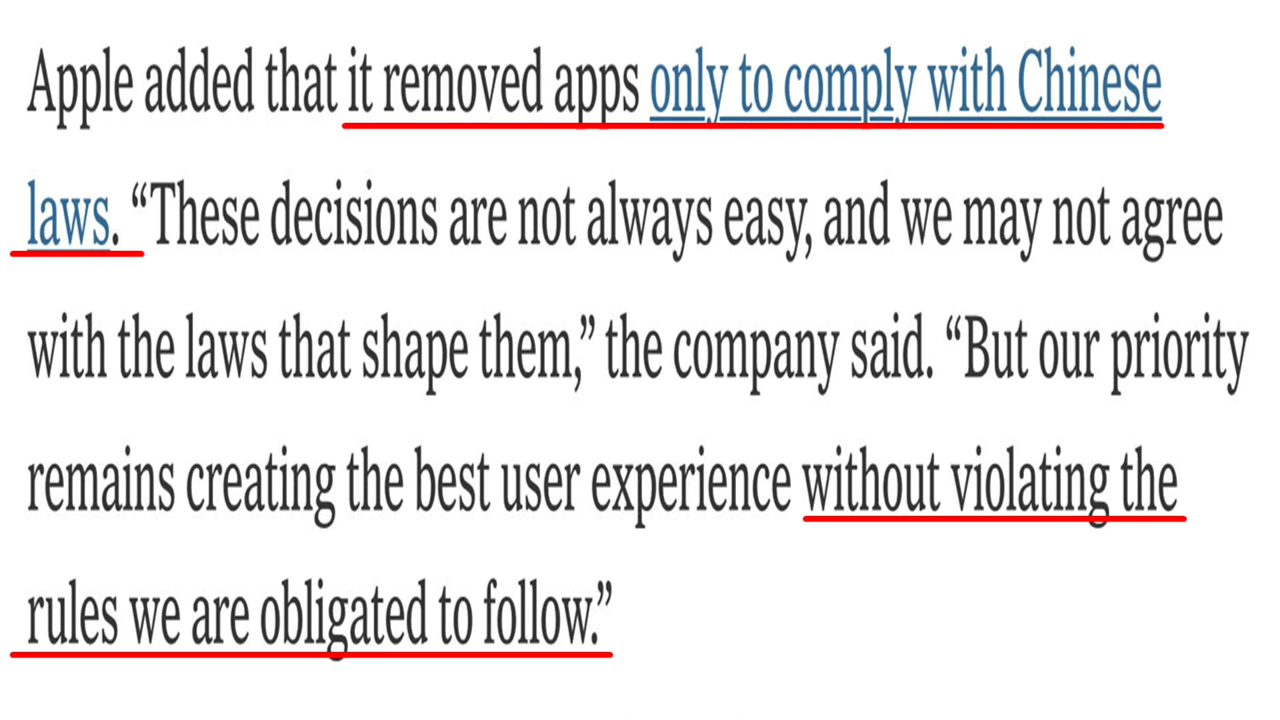 Apple added that it removed apps only to comply with Chinese
laws. “These decisions are not always easy, and we may not agree
with the laws that shape them,” the company said. “But our priority
remains creating the best user experience without violating the
rules we are obligated to follow.”